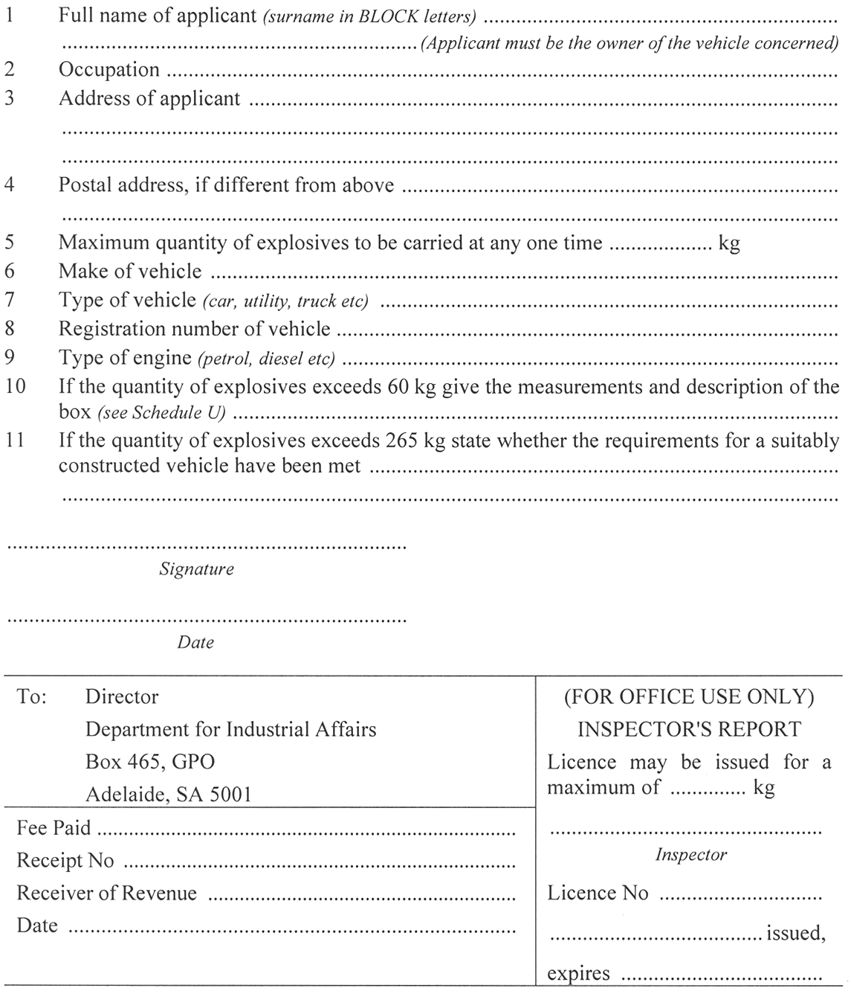 1 Full name of applicant (surname in BLOCK letters) ..........
.......... (Applicant must be the owner of the vehicle concerned)
2 Occupation ..........
3 Address of applicant ..........
..........
..........
4 Postal address, if different from above ..........
..........
5 Maximum quantity of explosives to be carried at any one time .......... kg
6 Make of vehicle ..........
7 Type of vehicle (car, utility, truck etc) ..........
8 Registration number of vehicle ..........
9 Type of engine (petrol, diesel etc) ..........
10 If the quantity of explosives exceeds 60 kg give the measurements and description of the
box (see Schedule U) ..........
11 If the quantity of explosives exceeds 265 kg state whether the requirements for a suitably
constructed vehicle have been met ..........
..........
..........
Signature
..........
Date
To: Director
Department for Industrial Affairs
Box 465, GPO
Adelaide, SA 5001
Fee Paid ..........
Receipt No ..........
Receiver of Revenue ..........
Date ..........
(FOR OFFICE USE ONLY)
INSPECTOR'S REPORT
Licence may be issued for a
maximum of .......... kg
..........
Inspector
Licence No ..........
.......... issued,
expires ..........